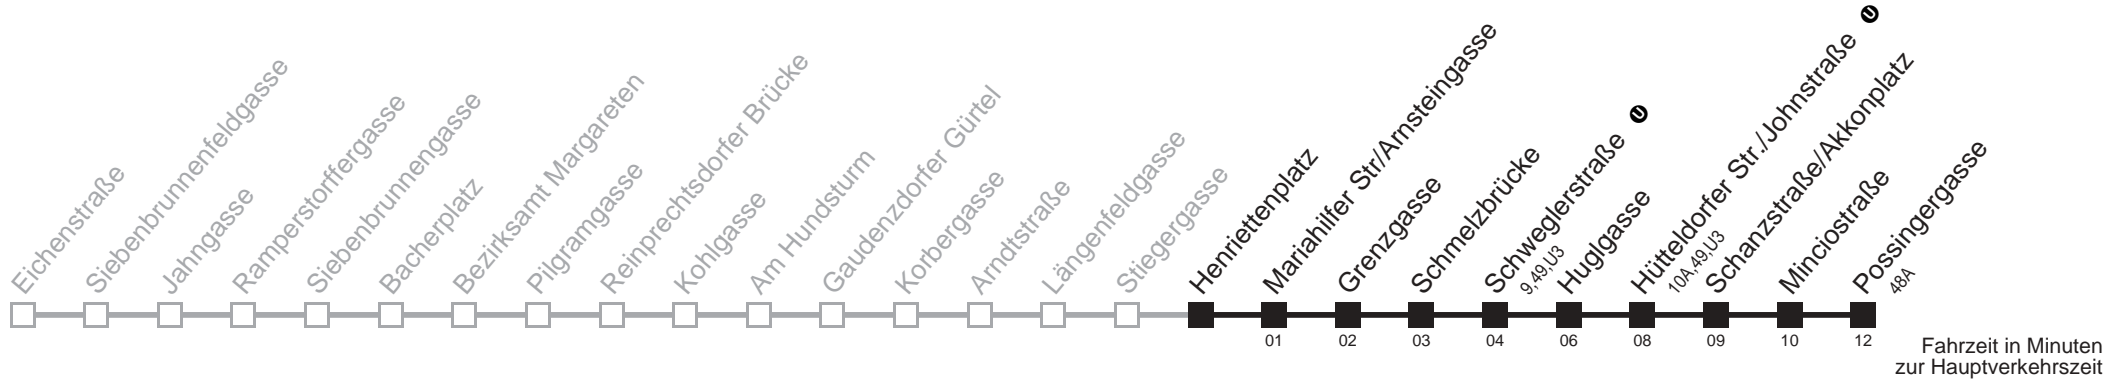 Eichenstraße
Siebenbrunnenfeldgasse
Jahngasse
Ramperstorffergasse
Siebenbrunnengasse
Bacherplatz
Bezirksamt Margareten
Pilgramgasse
Reinprechtsdorfer Brücke
Kohlgasse
Am Hundsturm
Gaudenzdorfer Gürtel
Korbergasse
Arndtstraße
Längenfeldgasse
Stiegergasse
Henriettenplatz
Mariahilfer Str/Arnsteingasse
Grenzgasse
Schmelzbrücke
Schweglerstraße U
9,49,U3
Huglgasse
Hütteldorfer Str./Johnstraße U
10A,49,U3
Schanzstraße/Akkonplatz
Minciostraße
Possingergasse
48A
01 02 03 04 06 08 09 10 12
Fahrzeit in Minuten
zur Hauptverkehrszeit